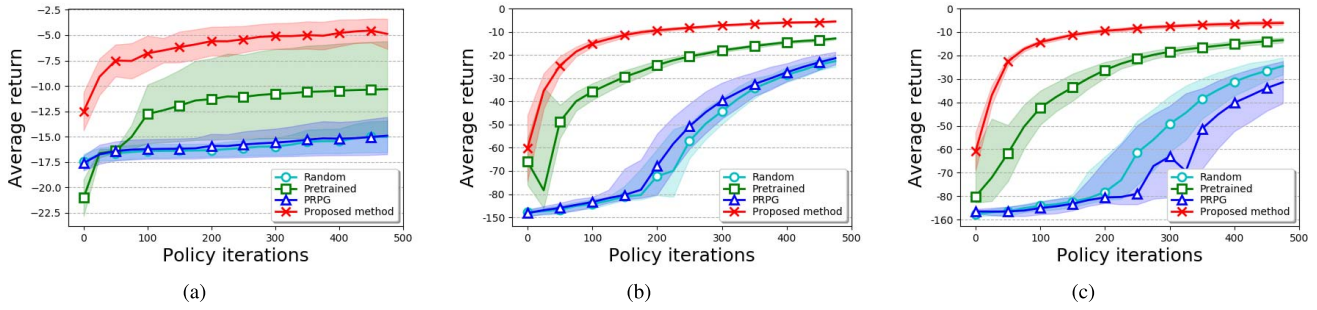 Average return
−2.5
−5.0
−7.5
−10.0
−12.5
−15.0
−17.5
−20.0
−22.5
0
100
200
300
400
500
Policy iterations
Random
Pretrained
PRPG
Proposed method
(a)
Average return
0
−10
−20
−30
−40
−50
−60
−70
−80
−150
0
100
200
300
400
500
Policy iterations
Random
Pretrained
PRPG
Proposed method
(b)
Average return
0
−10
−20
−30
−40
−50
−60
−70
−80
−160
0
100
200
300
400
500
Policy iterations
Random
Pretrained
PRPG
Proposed method
(c)